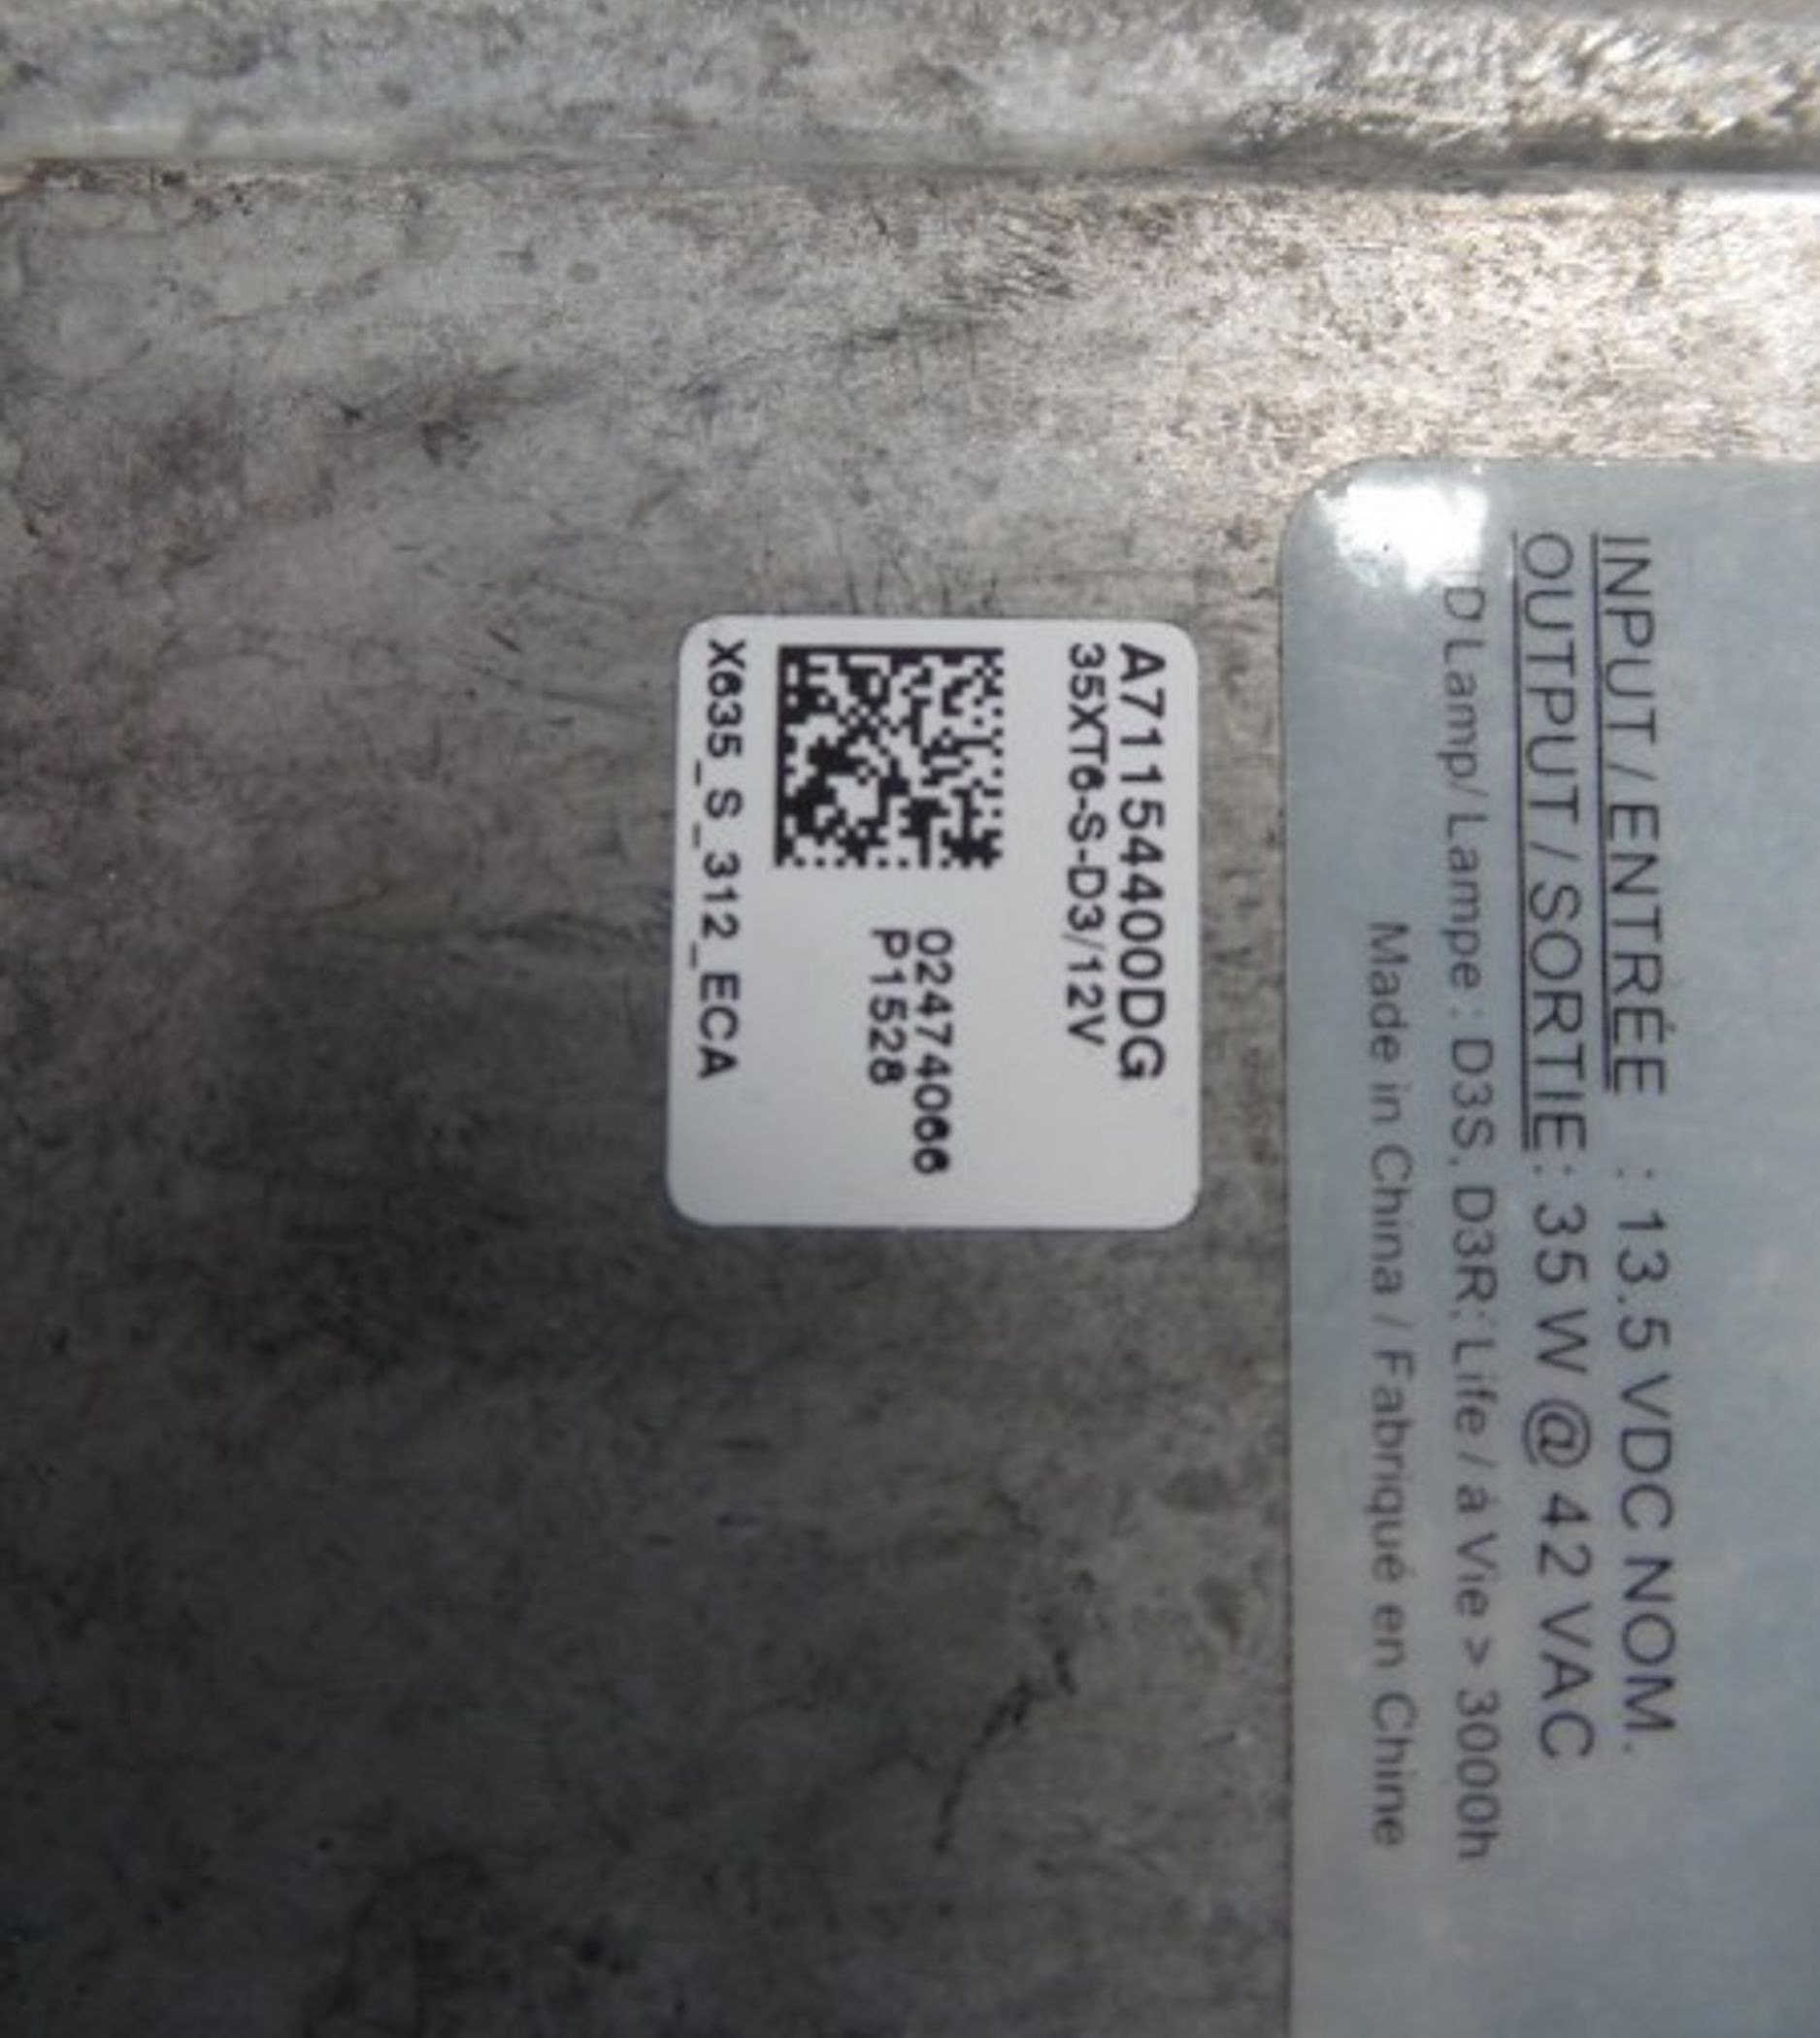 INPUT / ENTRÉE : 13.5 VDC NOM.
OUTPUT / SORTIE: 35 W @ 42 VAC
D Lamp/ Lampe : D3S, D3R; Life / á Vie > 3000h
Made in China / Fabriqué en Chine
A71154400DG
35XT6-S-D3/12V
02474066
P1528
X635_S_312_ECA